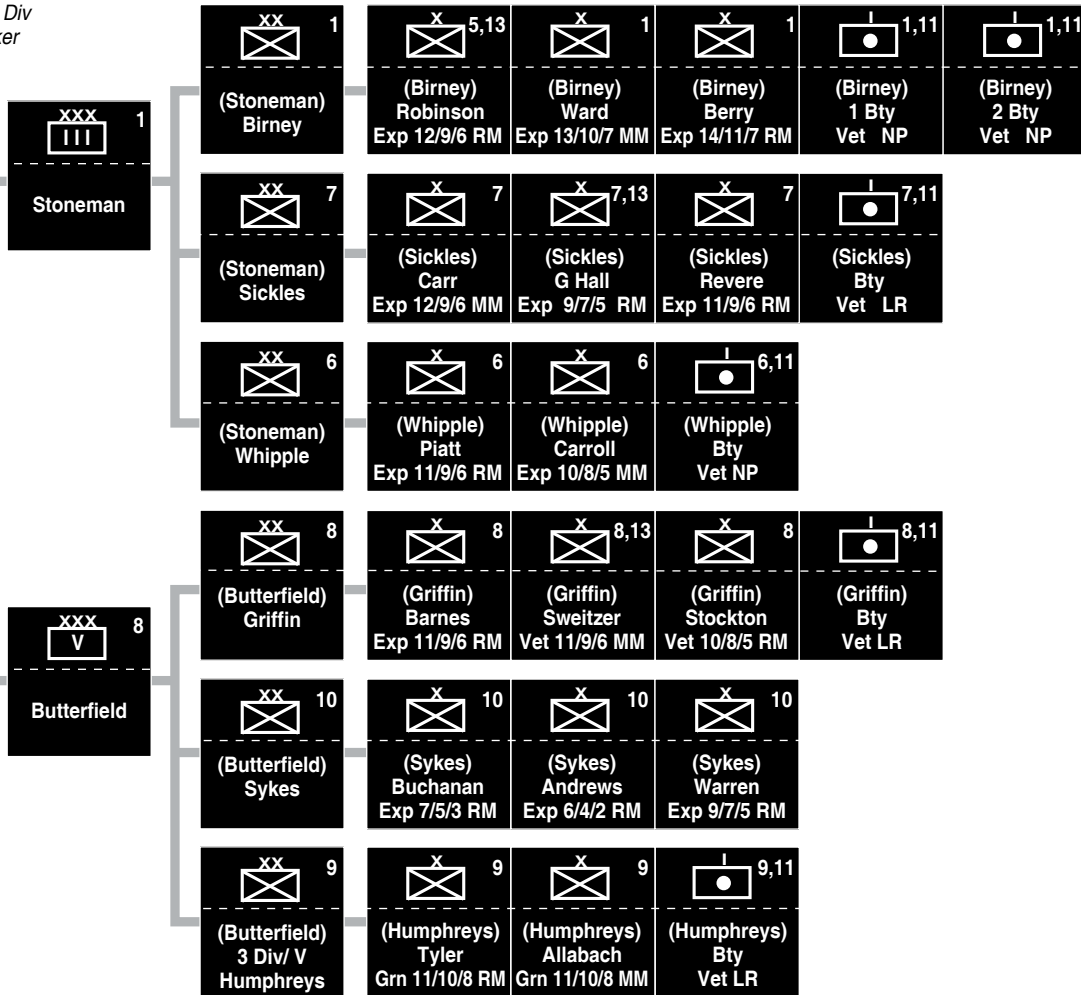 Div
ker
XX 1 X 5,13 X 1 X 1 I 1,11 I 1,11
(Stoneman) Birney
(Birney) Robinson Exp 12/9/6 RM
(Birney) Ward Exp 13/10/7 MM
(Birney) Berry Exp 14/11/7 RM
(Birney) 1 Bty Vet NP
(Birney) 2 Bty Vet NP
XXX 1
III
Stoneman
XX 7 X 7 X 7,13 X 7 I 7,11
(Stoneman) Sickles
(Sickles) Carr Exp 12/9/6 MM
(Sickles) G Hall Exp 9/7/5 RM
(Sickles) Revere Exp 11/9/6 RM
(Sickles) Bty Vet LR
XX 6 X 6 X 6 I 6,11
(Stoneman) Whipple
(Whipple) Piatt Exp 11/9/6 RM
(Whipple) Carroll Exp 10/8/5 MM
(Whipple) Bty Vet NP
XX 8 X 8 X 8,13 X 8 I 8,11
(Butterfield) Griffin
(Griffin) Barnes Exp 11/9/6 RM
(Griffin) Sweitzer Vet 11/9/6 MM
(Griffin) Stockton Vet 10/8/5 RM
(Griffin) Bty Vet LR
XXX 8
V
Butterfield
XX 10 X 10 X 10 X 10
(Butterfield) Sykes
(Sykes) Buchanan Exp 7/5/3 RM
(Sykes) Andrews Exp 6/4/2 RM
(Sykes) Warren Exp 9/7/5 RM
XX 9 X 9 X 9 I 9,11
(Butterfield) 3 Div/ V Humphreys
(Humphreys) Tyler Grn 11/10/8 RM
(Humphreys) Allabach Grn 11/10/8 MM
(Humphreys) Bty Vet LR